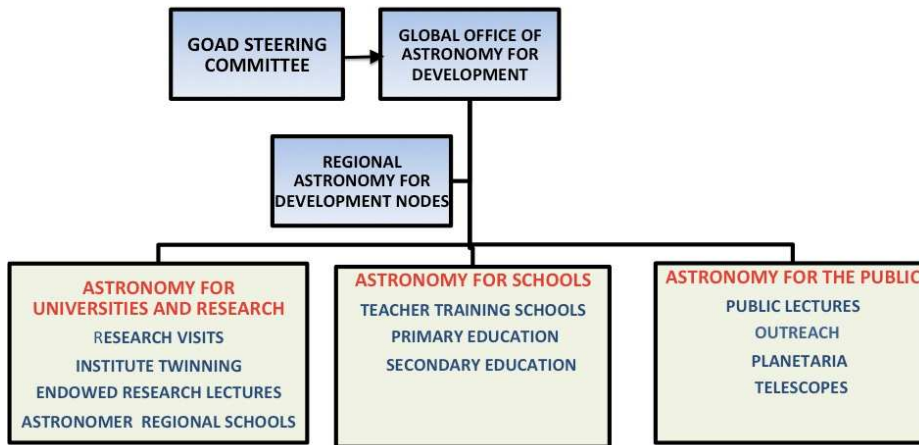 GOAD STEERING
COMMITTEE
GLOBAL OFFICE OF
ASTRONOMY FOR
DEVELOPMENT
REGIONAL
ASTRONOMY FOR
DEVELOPMENT NODES
ASTRONOMY FOR
UNIVERSITIES AND RESEARCH
RESEARCH VISITS
INSTITUTE TWINNING
ENDOWED RESEARCH LECTURES
ASTRONOMER REGIONAL SCHOOLS
ASTRONOMY FOR SCHOOLS
TEACHER TRAINING SCHOOLS
PRIMARY EDUCATION
SECONDARY EDUCATION
ASTRONOMY FOR THE PUBLIC
PUBLIC LECTURES
OUTREACH
PLANETARIA
TELESCOPES